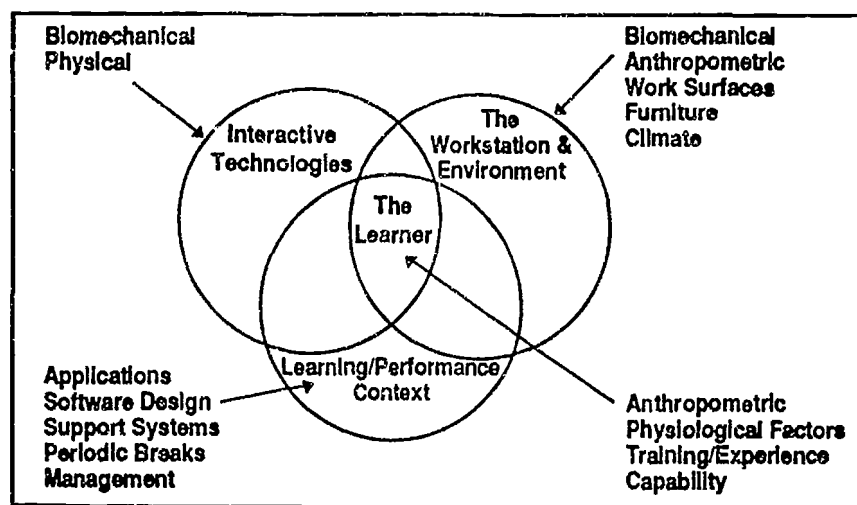 Biomechanical
Physical
Biomechanical
Anthropometric
Work Surfaces
Furniture
Climate
Interactive
Technologies
The
Workstation &
Environment
The
Learner
Learning/Performance
Context
Applications
Software Design
Support Systems
Periodic Breaks
Management
Anthropometric
Physiological Factors
Training/Experience
Capability